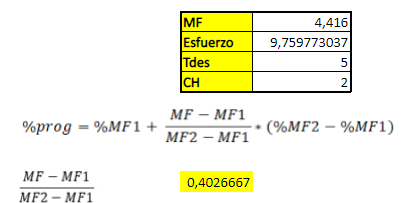 MF 4,416
Esfuerzo 9,759773037
Tdes 5
CH 2
%prog = %MF1 + (MF − MF1)/(MF2 − MF1) * (%MF2 − %MF1)
(MF − MF1)/(MF2 − MF1) 0,4026667